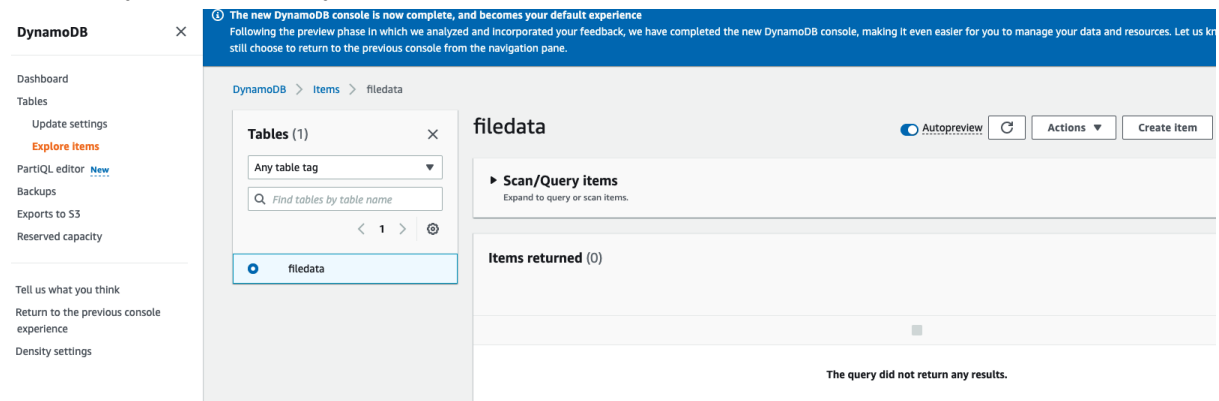 DynamoDB
Dashboard
Tables
Update settings
Explore items
PartiQL editor New
Backups
Exports to S3
Reserved capacity
Tell us what you think
Return to the previous console
experience
Density settings
The new DynamoDB console is now complete, and becomes your default experience
Following the preview phase in which we analyzed and incorporated your feedback, we have completed the new DynamoDB console, making it even easier for you to manage your data and resources. Let us kn
still choose to return to the previous console from the navigation pane.
DynamoDB > Items > filedata
Tables (1)
Any table tag
Find tables by table name
< 1 >
filedata
filedata
Autopreview
Actions
Create item
Scan/Query items
Expand to query or scan items.
Items returned (0)
The query did not return any results.